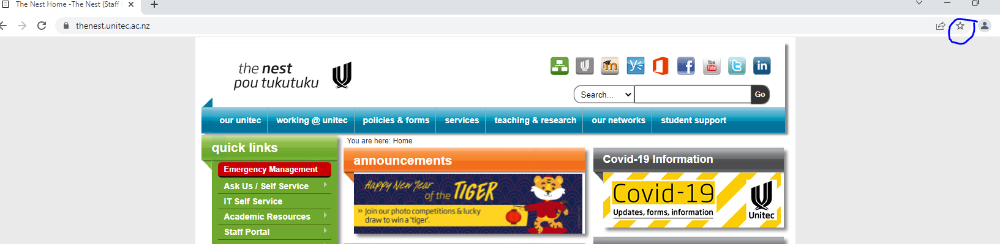 The Nest Home -The Nest (Staff
thenest.unitec.ac.nz
the nest
pou tukutuku
You Tube
Search...
Go
our unitec
working @ unitec
policies & forms
services
teaching & research
our networks
student support
You are here: Home
quick links
Emergency Management
Ask Us / Self Service
IT Self Service
Academic Resources
Staff Portal
announcements
Happy New Year
of the TIGER
» Join our photo competitions & lucky
draw to win a 'tiger'.
Covid-19 Information
Covid-19
Updates, forms, information
Unitec